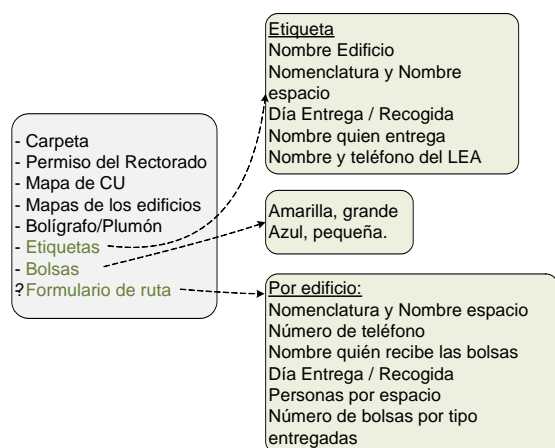 - Carpeta
- Permiso del Rectorado
- Mapa de CU
- Mapas de los edificios
- Bolígrafo/Plumón
- Etiquetas
- Bolsas
? Formulario de ruta
Etiqueta
Nombre Edificio
Nomenclatura y Nombre
espacio
Día Entrega / Recogida
Nombre quien entrega
Nombre y teléfono del LEA
Amarilla, grande
Azul, pequeña.
Por edificio:
Nomenclatura y Nombre espacio
Número de teléfono
Nombre quién recibe las bolsas
Día Entrega / Recogida
Personas por espacio
Número de bolsas por tipo
entregadas